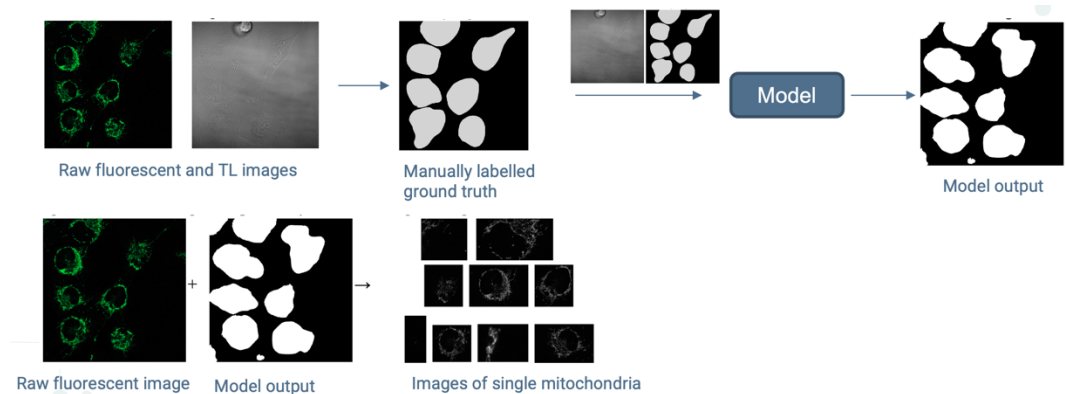 Model
Raw fluorescent and TL images
Manually labelled
ground truth
Model output
+
→
Raw fluorescent image
Model output
Images of single mitochondria